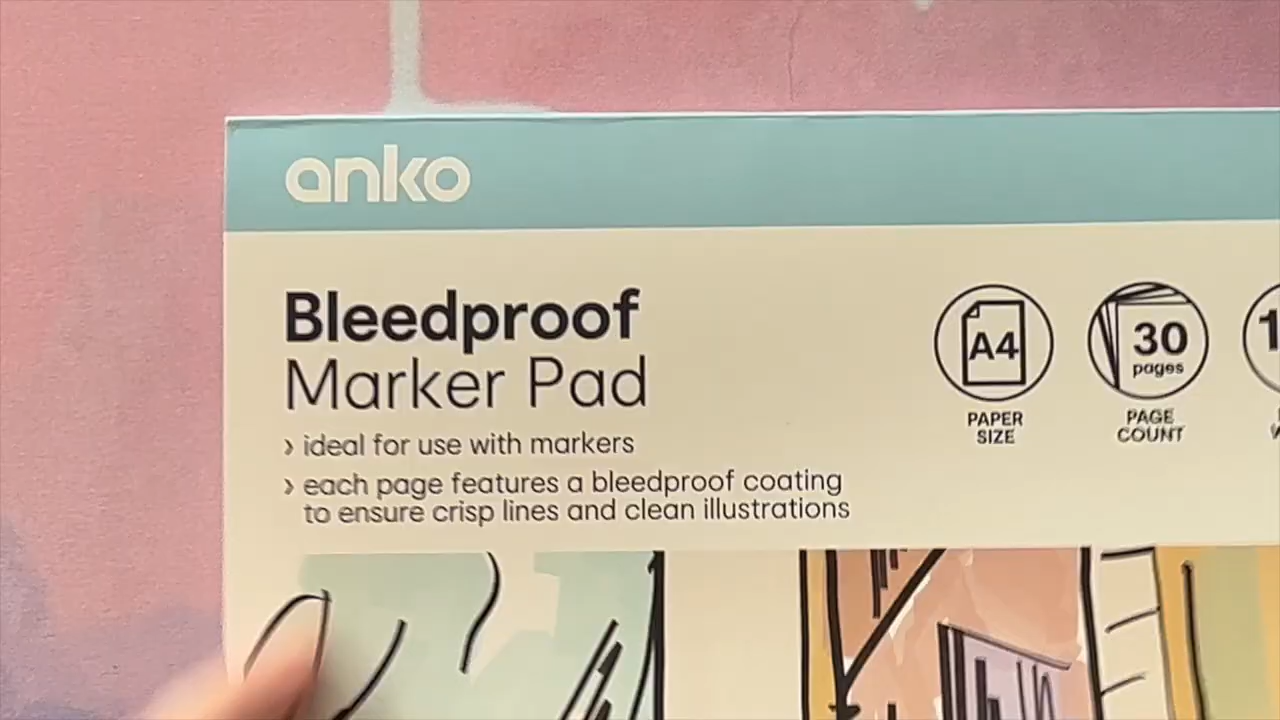 anko
Bleedproof
Marker Pad
› ideal for use with markers
› each page features a bleedproof coating
to ensure crisp lines and clean illustrations
A4
PAPER
SIZE
30
pages
PAGE
COUNT